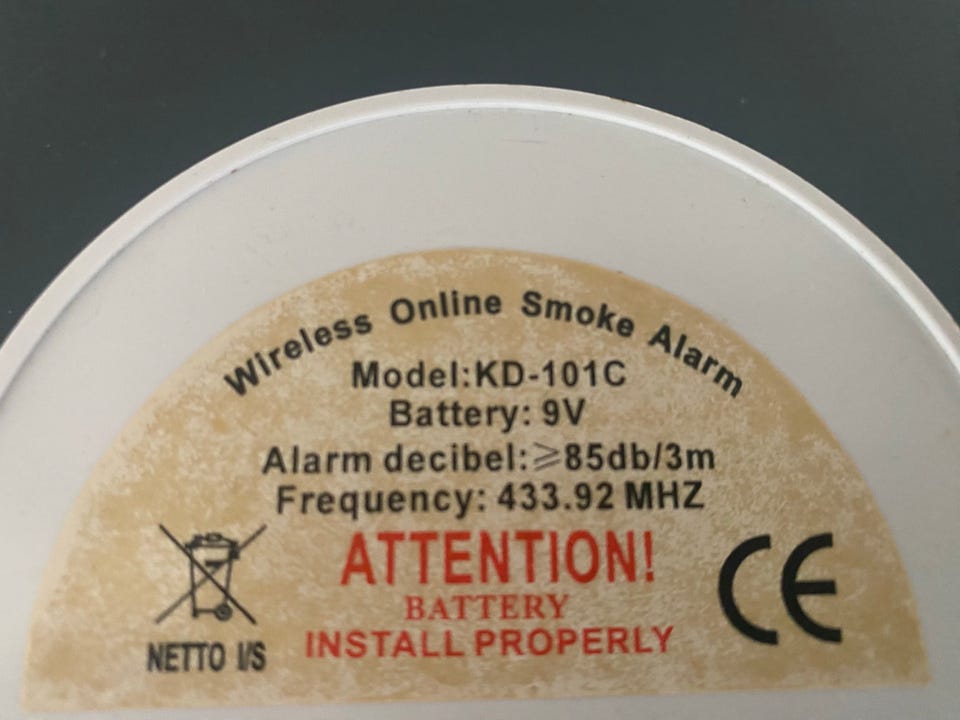 Wireless Online Smoke Alarm
Model:KD-101C
Battery: 9V
Alarm decibel:⩾85db/3m
Frequency: 433.92 MHZ
ATTENTION!
BATTERY
INSTALL PROPERLY
NETTO I/S
CE